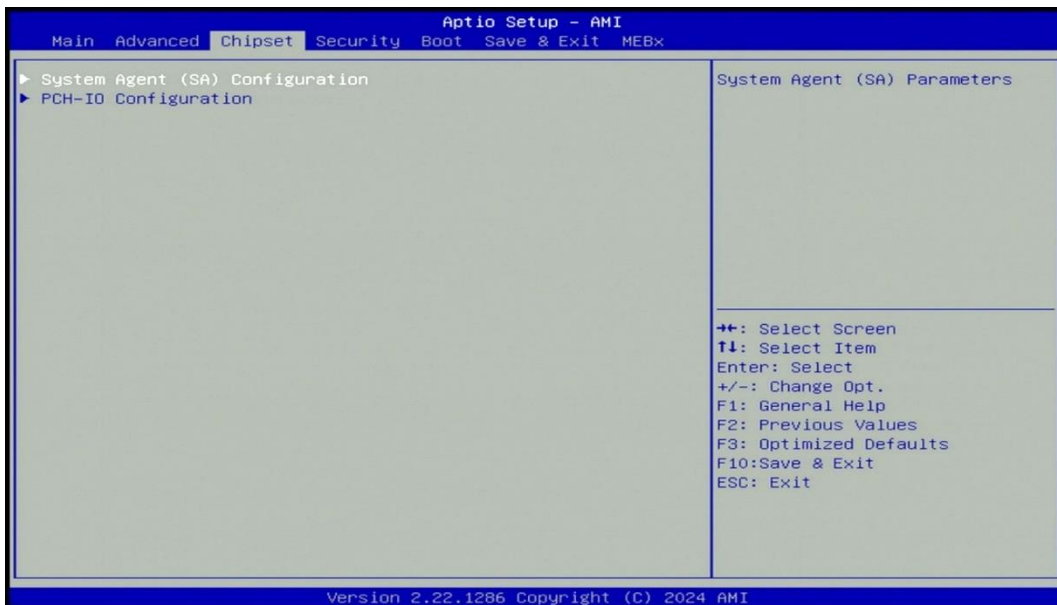 Aptio Setup – AMI
Main Advanced Chipset Security Boot Save & Exit MEBx
▶ System Agent (SA) Configuration
▶ PCH-IO Configuration
System Agent (SA) Parameters
→←: Select Screen
↑↓: Select Item
Enter: Select
+/-: Change Opt.
F1: General Help
F2: Previous Values
F3: Optimized Defaults
F10:Save & Exit
ESC: Exit
Version 2.22.1286 Copyright (C) 2024 AMI